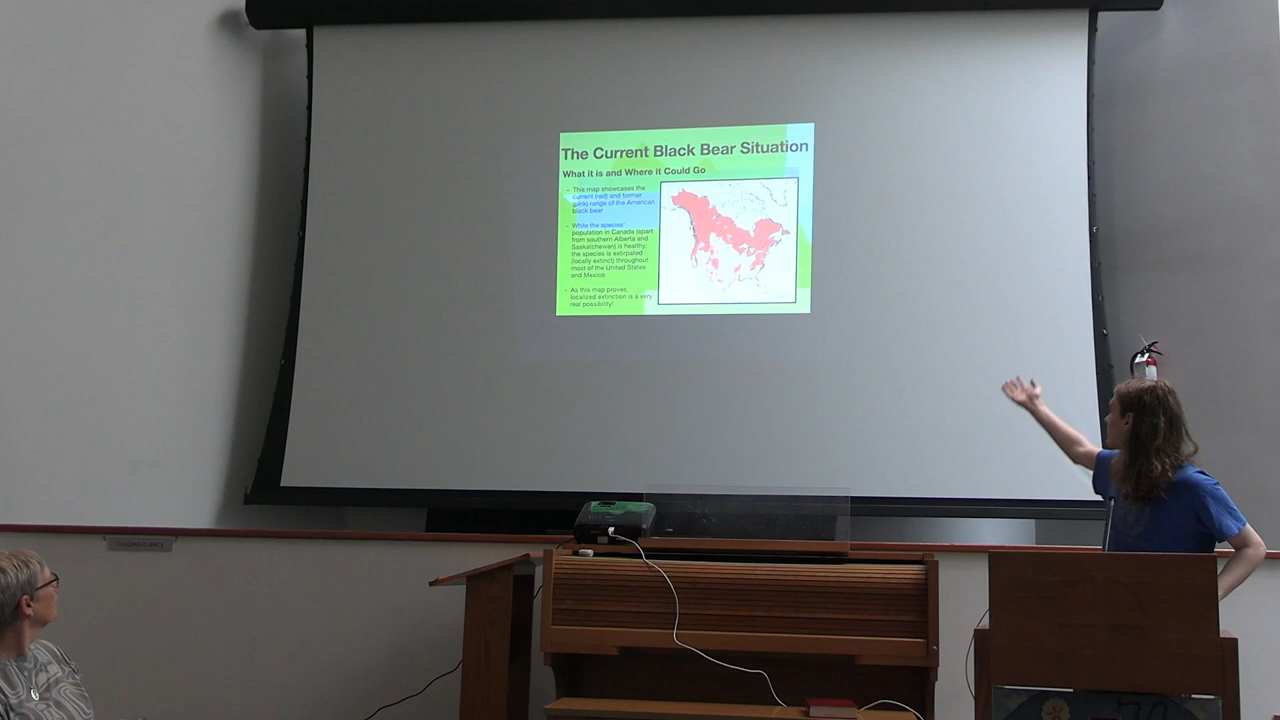 The Current Black Bear Situation
What it is and Where it Could Go
- This map showcases the
current (red) and former
(pink) range of the American
black bear
- While the species'
population in Canada (apart
from southern Alberta and
Saskatchewan) is healthy,
the species is extirpated
(locally extinct) throughout
most of the United States
and Mexico
- As this map proves,
localized extinction is a very
real possibility!
CHILDREN'S SPACE